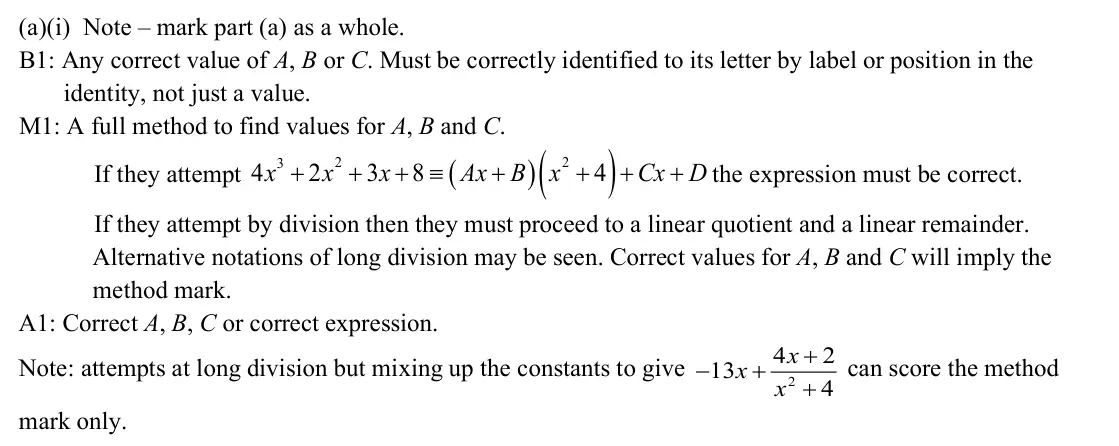 (a)(i) Note – mark part (a) as a whole.
B1: Any correct value of A, B or C. Must be correctly identified to its letter by label or position in the
identity, not just a value.
M1: A full method to find values for A, B and C.
If they attempt 4x³ + 2x² + 3x + 8 ≡ (Ax + B)(x² + 4) + Cx + D the expression must be correct.
If they attempt by division then they must proceed to a linear quotient and a linear remainder.
Alternative notations of long division may be seen. Correct values for A, B and C will imply the
method mark.
A1: Correct A, B, C or correct expression.
Note: attempts at long division but mixing up the constants to give −13x + (4x + 2)/(x² + 4) can score the method
mark only.